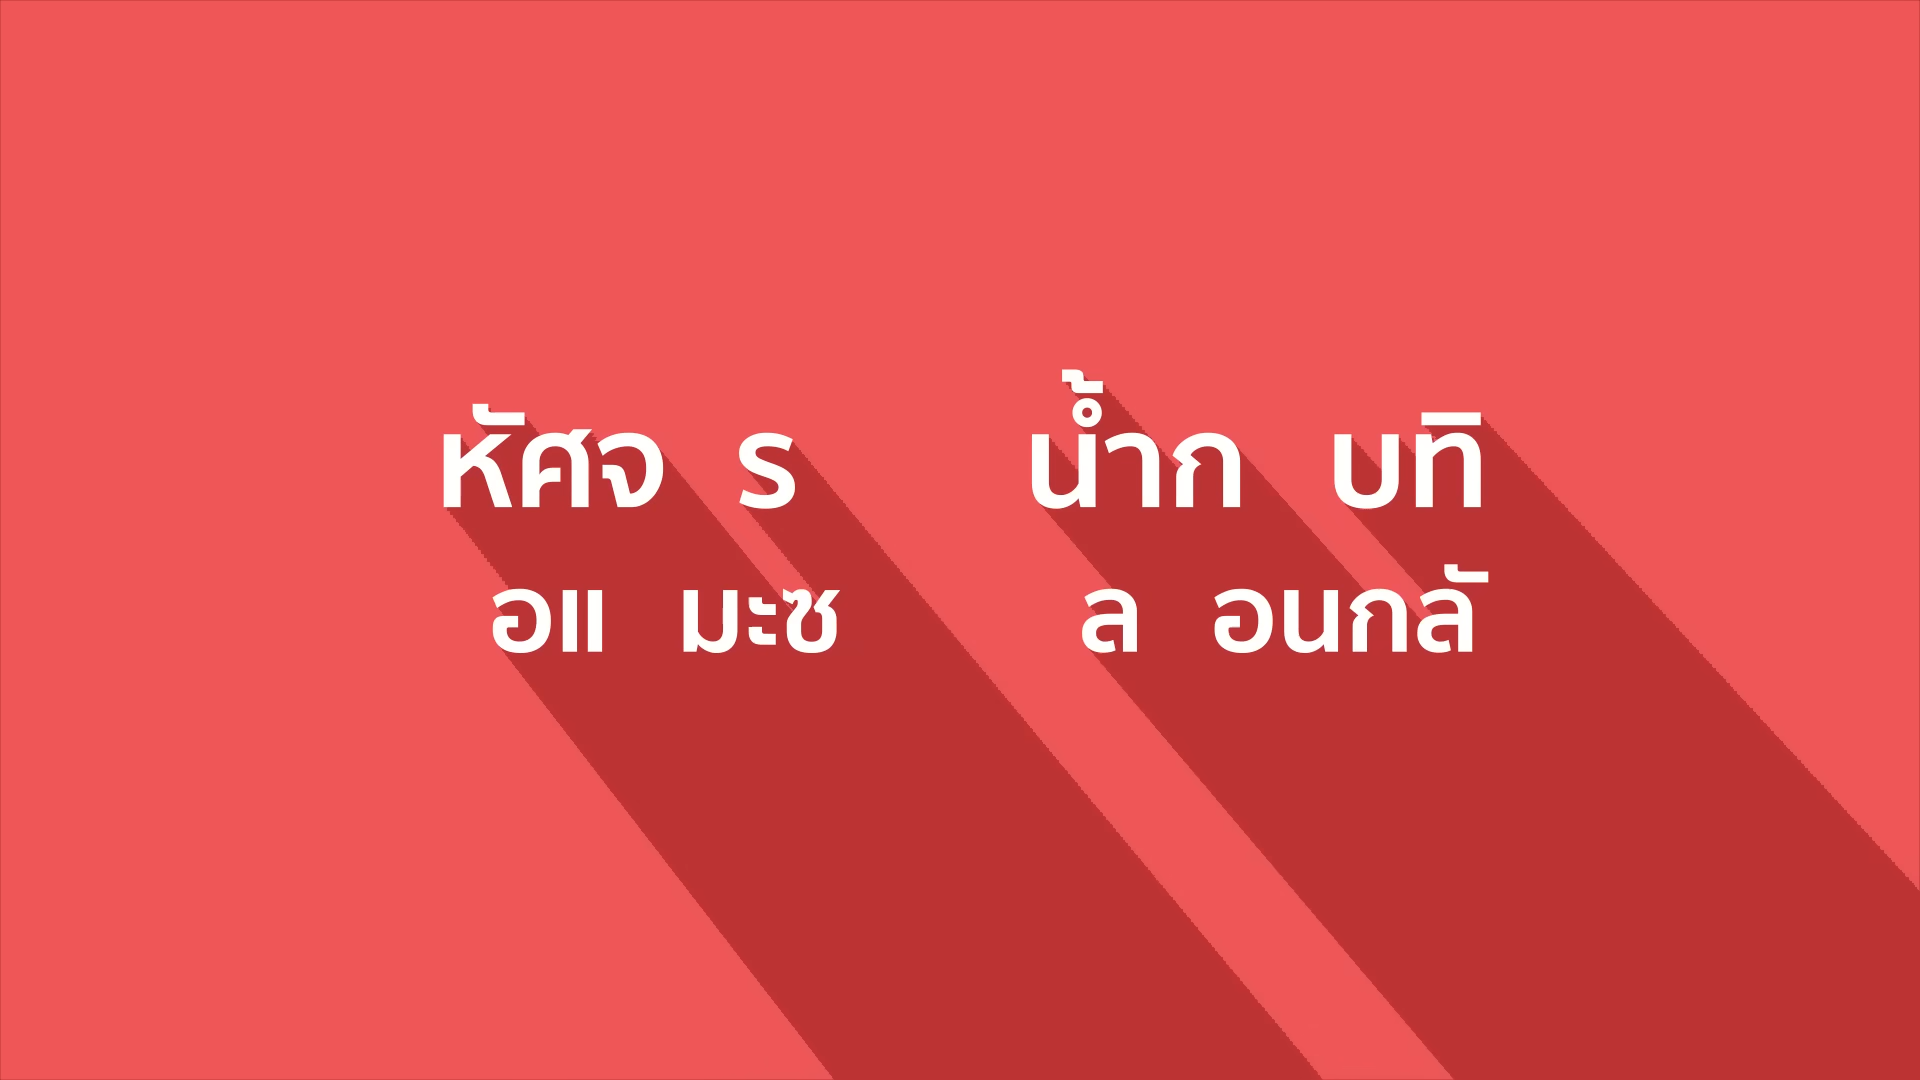 หัศจ ร น้ำก บทิ
อแ มะซ ล อนกลั